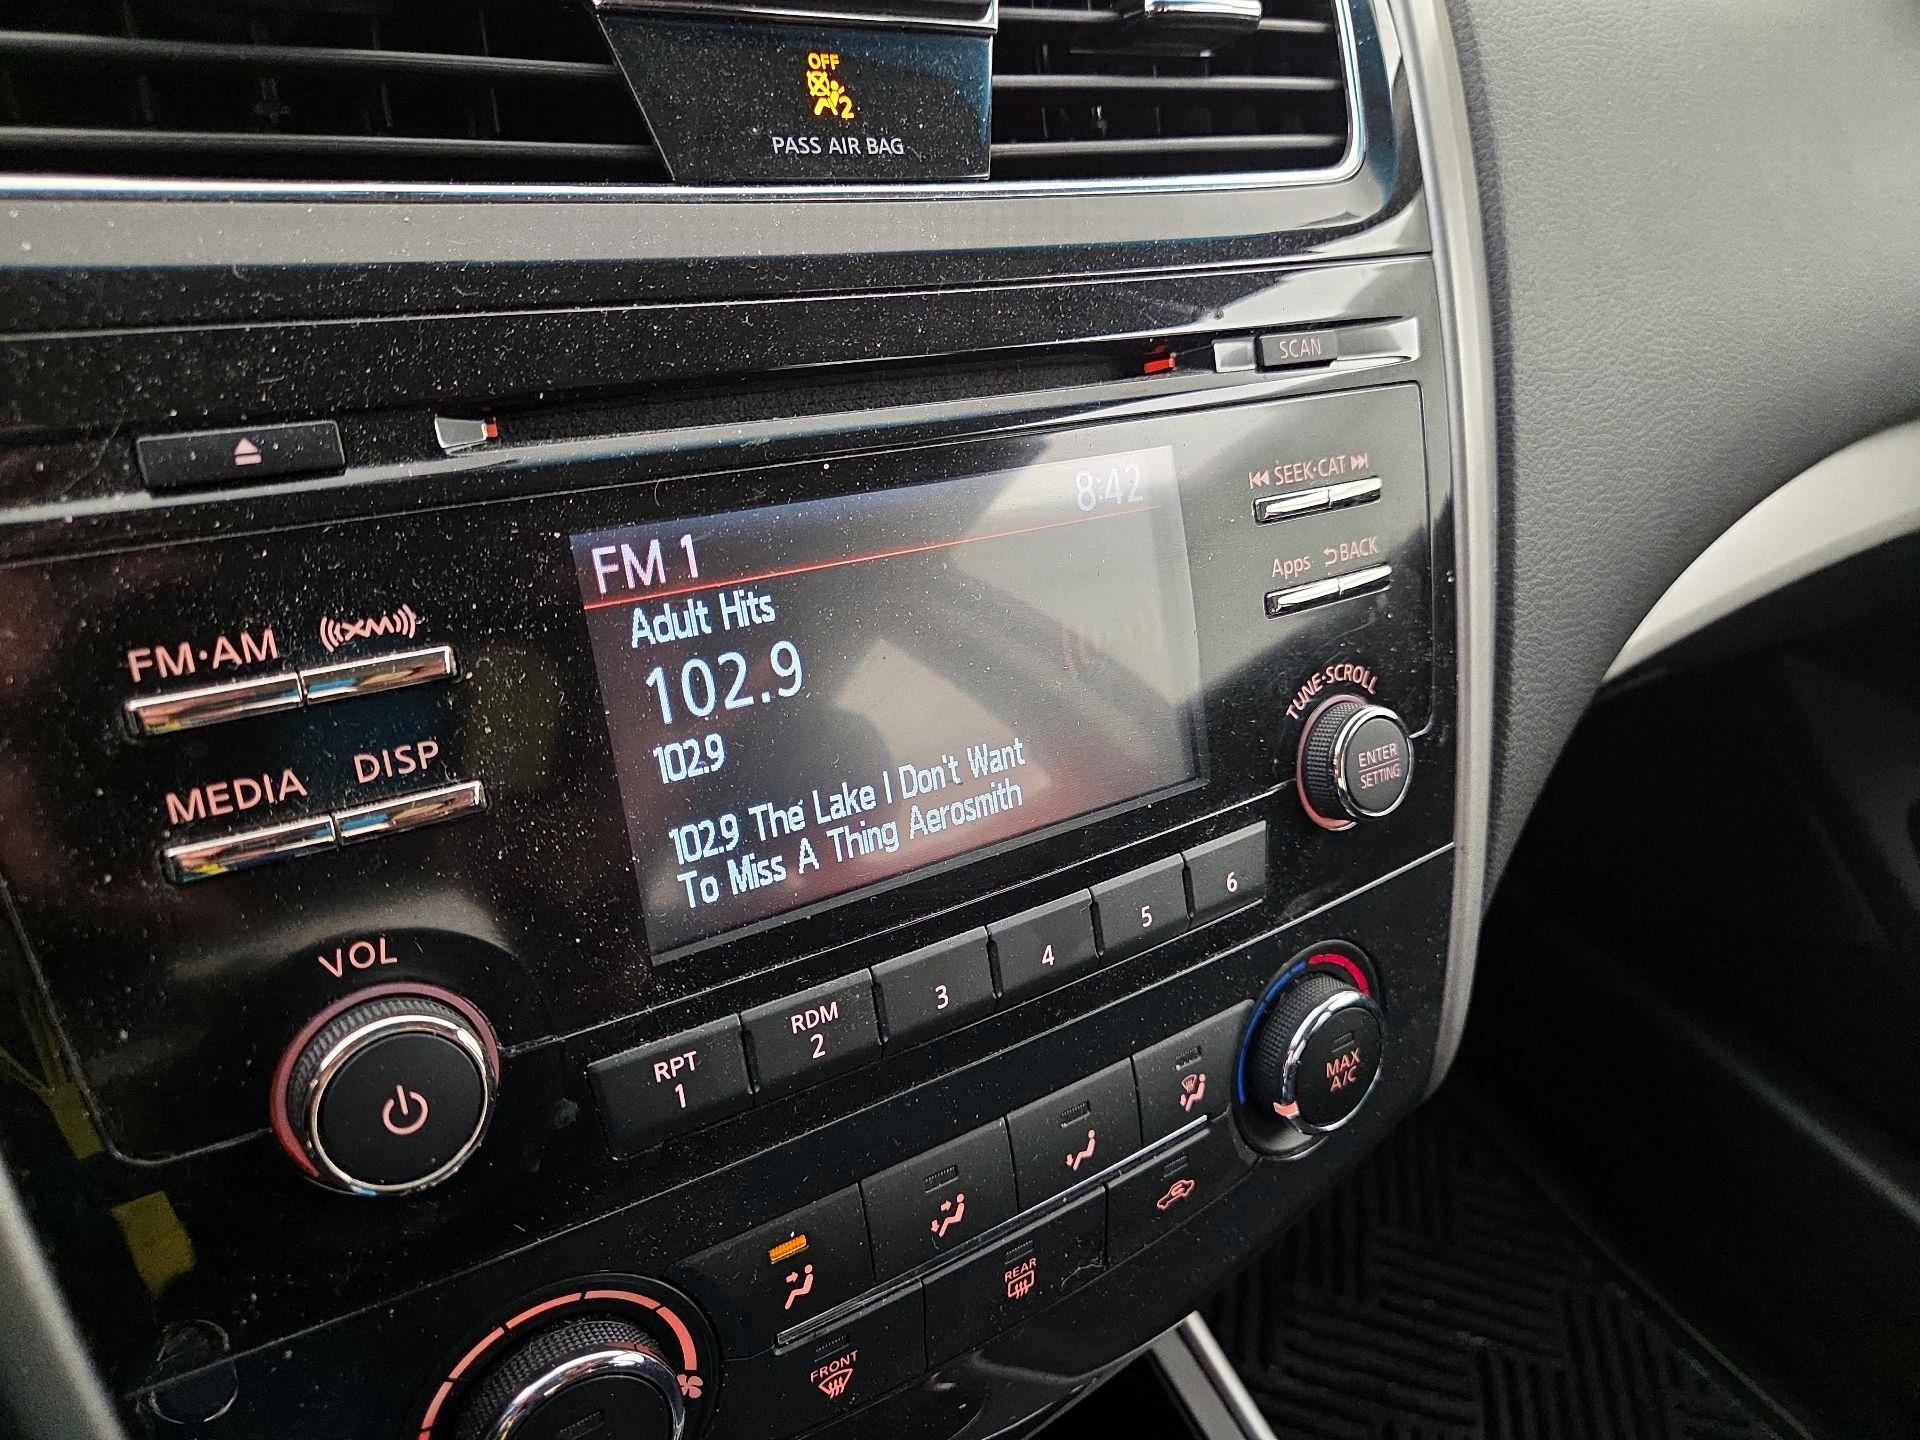 OFF
2
PASS AIR BAG
SCAN
SEEK·CAT
8:42
FM 1
Apps BACK
Adult Hits
FM·AM XM
102.9
TUNE·SCROLL
102.9
ENTER
SETTING
MEDIA DISP
102.9 The Lake I Don't Want
To Miss A Thing Aerosmith
VOL
RPT
1
RDM
2
3
4
5
6
MAX
A/C
REAR
FRONT